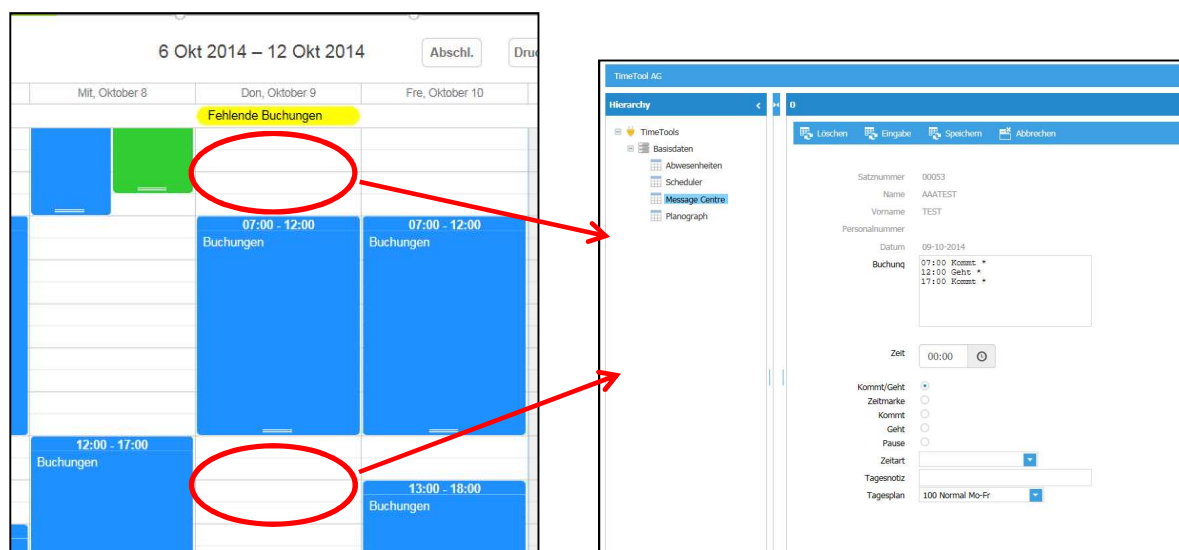 6 Okt 2014 – 12 Okt 2014
Abschl.
Mit, Oktober 8
Don, Oktober 9
Fre, Oktober 10
Fehlende Buchungen
07:00 - 12:00
Buchungen
07:00 - 12:00
Buchungen
12:00 - 17:00
Buchungen
13:00 - 18:00
Buchungen
TimeTool AG
Hierarchy
0
TimeTools
Basisdaten
Abwesenheiten
Scheduler
Message Centre
Planograph
Löschen Eingabe Speichern Abbrechen
Satznummer 00053
Name AAATEST
Vorname TEST
Personalnummer
Datum 09-10-2014
Buchung 07:00 Kommt *
12:00 Geht *
17:00 Kommt *
Zeit 00:00
Kommt/Geht
Zeitmarke
Kommt
Geht
Pause
Zeitart
Tagesnotiz
Tagesplan 100 Normal Mo-Fr